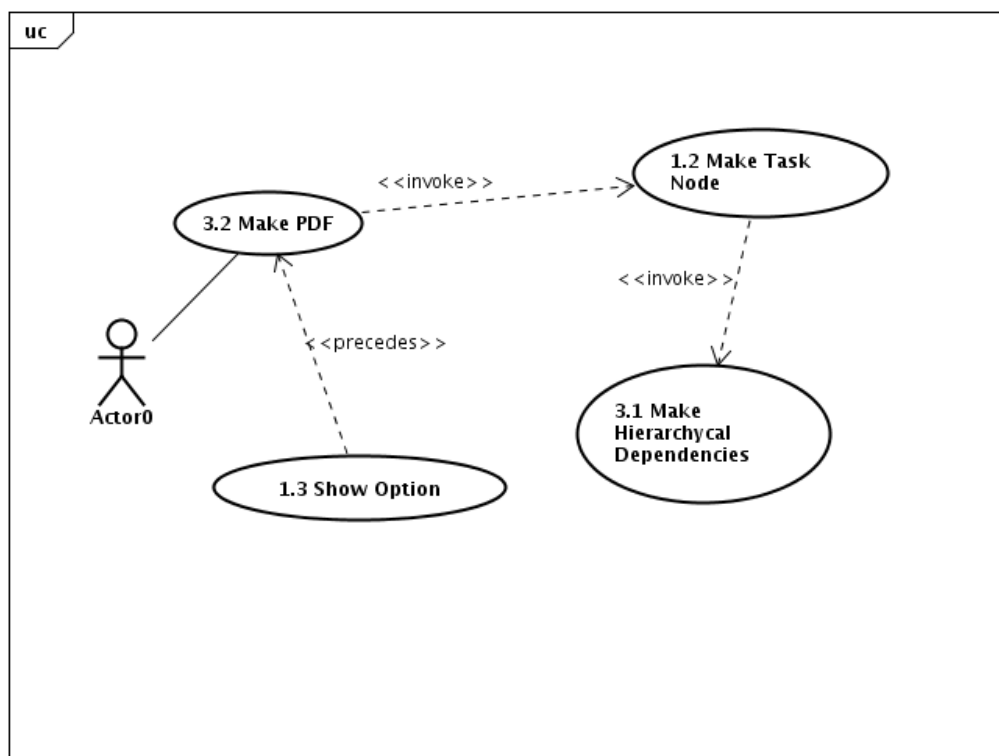 uc
1.2 Make Task
Node
<<invoke>>
3.2 Make PDF
<<invoke>>
<<precedes>>
Actor0
3.1 Make
Hierarchycal
Dependencies
1.3 Show Option